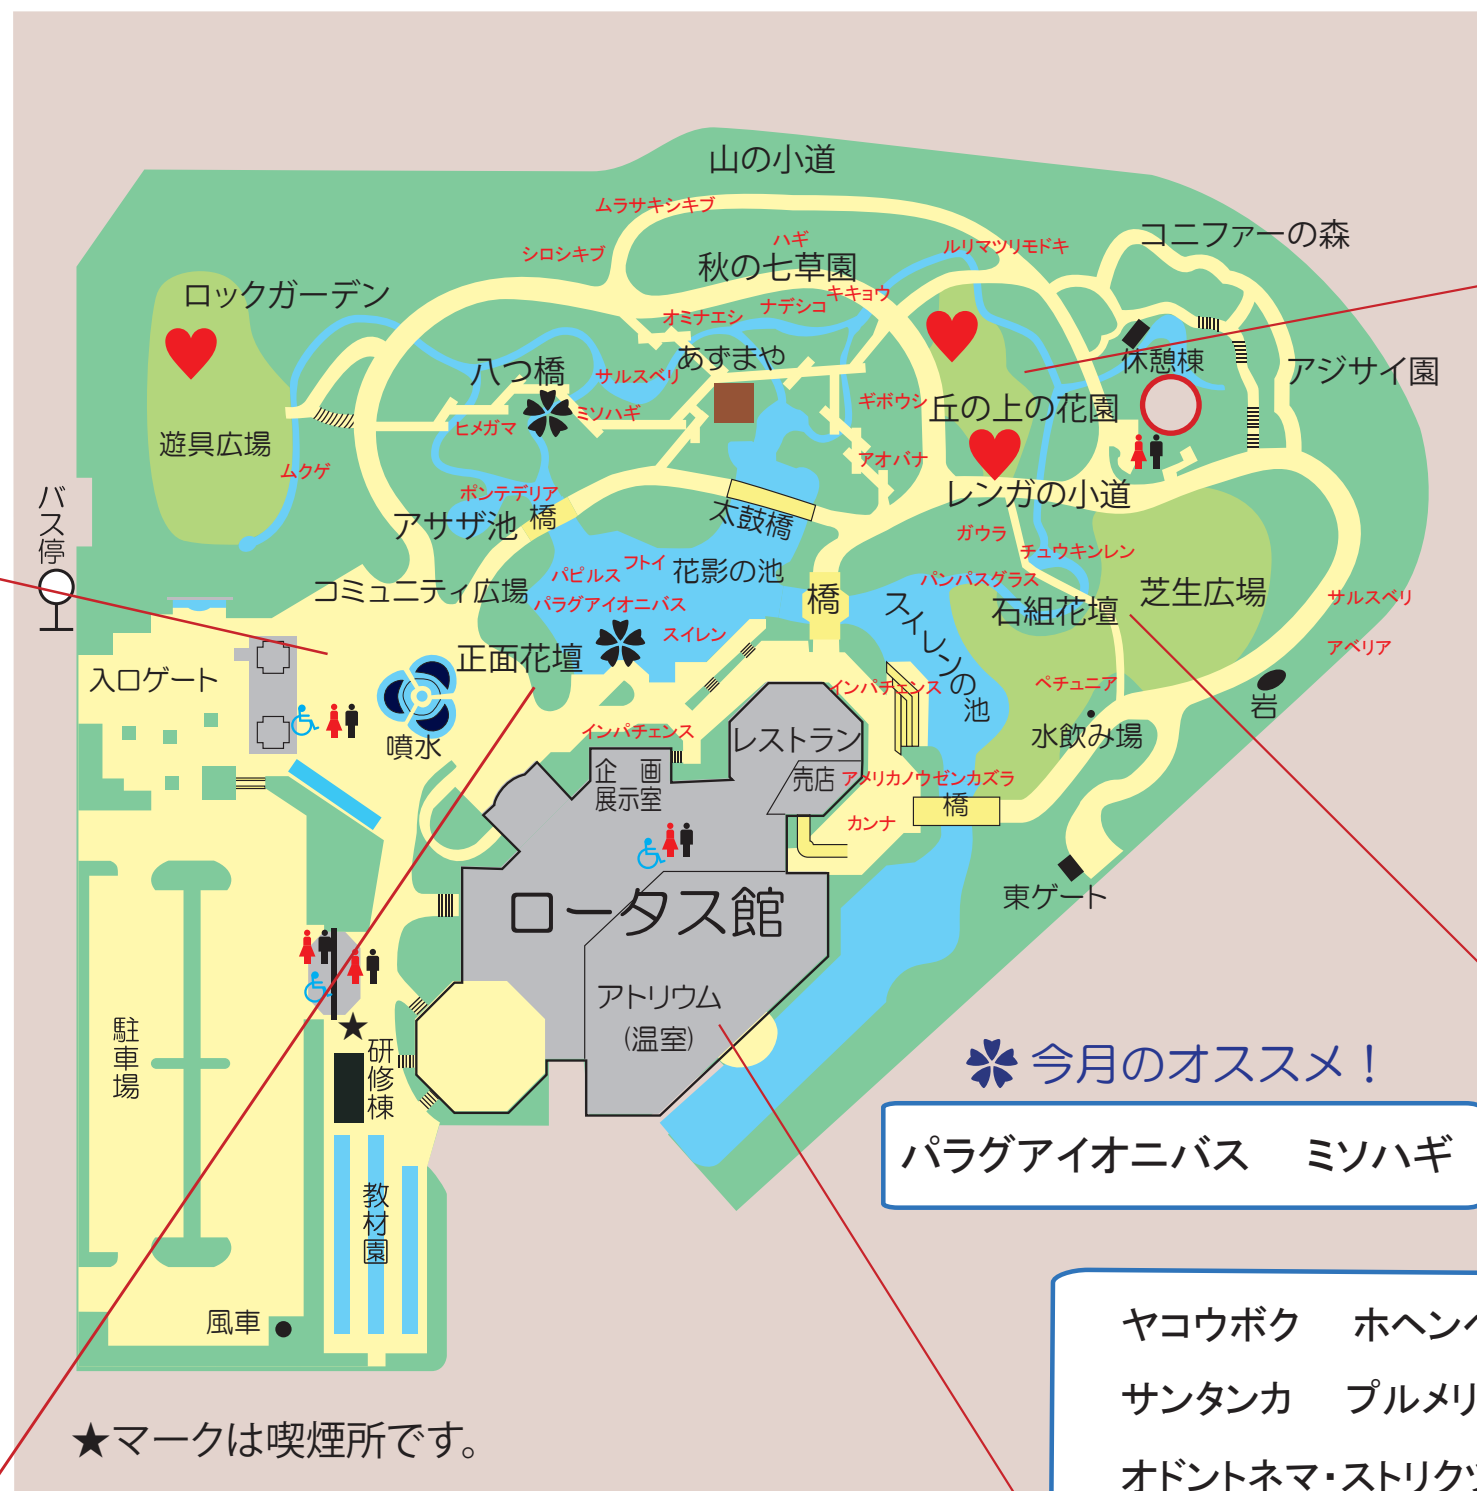 山の小道
ムラサキシキブ
コニファーの森
シロシキブ
ハギ
ルリマツリモドキ
秋の七草園
ロックガーデン
キキョウ
ナデシコ
オミナエシ
あずまや
休憩棟
八つ橋
サルスベリ
アジサイ園
ギボウシ
丘の上の花園
ミソハギ
ヒメガマ
遊具広場
ムクゲ
アオバナ
バス停
ポンテデリア
レンガの小道
アサザ池
橋
太鼓橋
ガウラ
チュウキンレン
フトイ
花影の池
パピルス
パンパスグラス
コミュニティ広場
橋
芝生広場
パラグアイオニバス
スイレンの池
石組花壇
サルスベリ
スイレン
アベリア
正面花壇
入口ゲート
インパチェンス
ペチュニア
岩
噴水
インパチェンス
レストラン
水飲み場
企画
展示室
売店
アメリカノウゼンカズラ
橋
カンナ
東ゲート
ロータス館
アトリウム
(温室)
駐車場
★
研修棟
教材園
風車
★マークは喫煙所です。
今月のオススメ！
パラグアイオニバス ミソハギ
ヤコウボク ホヘンベ
サンタンカ プルメリ
オドントネマ・ストリクツ